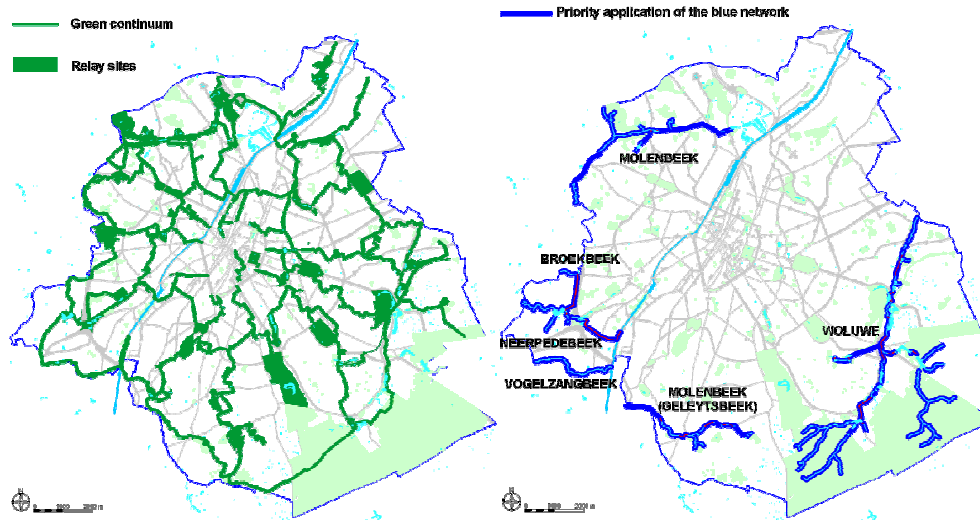 Green continuum
Relay sites
Priority application of the blue network
MOLENBEEK
BROEKBEEK
NEERPEDEBEEK
VOGELZANGBEEK
MOLENBEEK
(GELEYTSBEEK)
WOLUWE
N
N